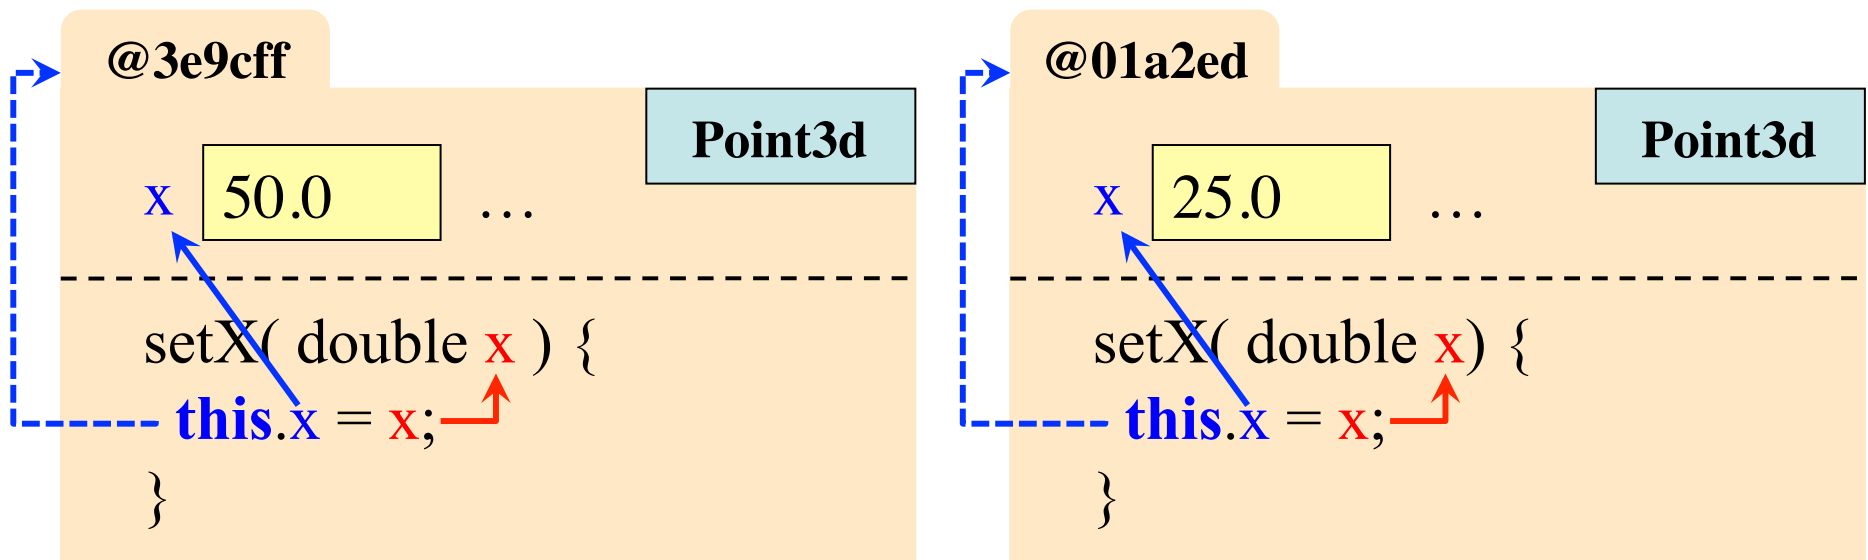 @3e9cff
Point3d
x 50.0 …
setX( double x ) {
this.x = x;
}
@01a2ed
Point3d
x 25.0 …
setX( double x) {
this.x = x;
}